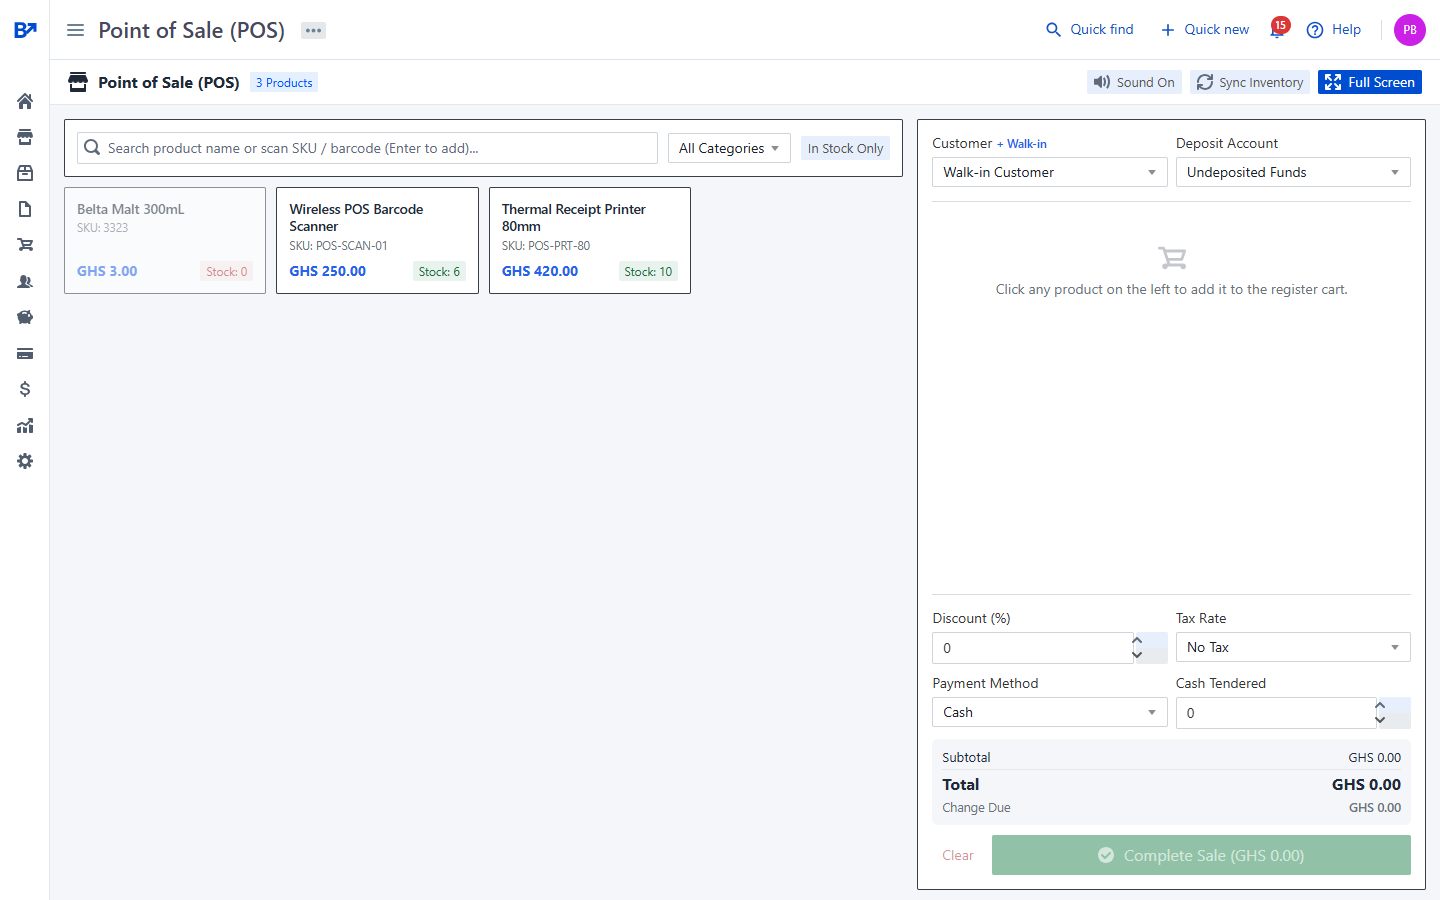 Point of Sale (POS)
Quick find
Quick new
15
Help
PB
Point of Sale (POS)
3 Products
Sound On
Sync Inventory
Full Screen
Search product name or scan SKU / barcode (Enter to add)...
All Categories
In Stock Only
Belta Malt 300mL
SKU: 3323
GHS 3.00
Stock: 0
Wireless POS Barcode
Scanner
SKU: POS-SCAN-01
GHS 250.00
Stock: 6
Thermal Receipt Printer
80mm
SKU: POS-PRT-80
GHS 420.00
Stock: 10
Customer + Walk-in
Walk-in Customer
Deposit Account
Undeposited Funds
Click any product on the left to add it to the register cart.
Discount (%)
0
Tax Rate
No Tax
Payment Method
Cash
Cash Tendered
0
Subtotal GHS 0.00
Total GHS 0.00
Change Due GHS 0.00
Clear
Complete Sale (GHS 0.00)